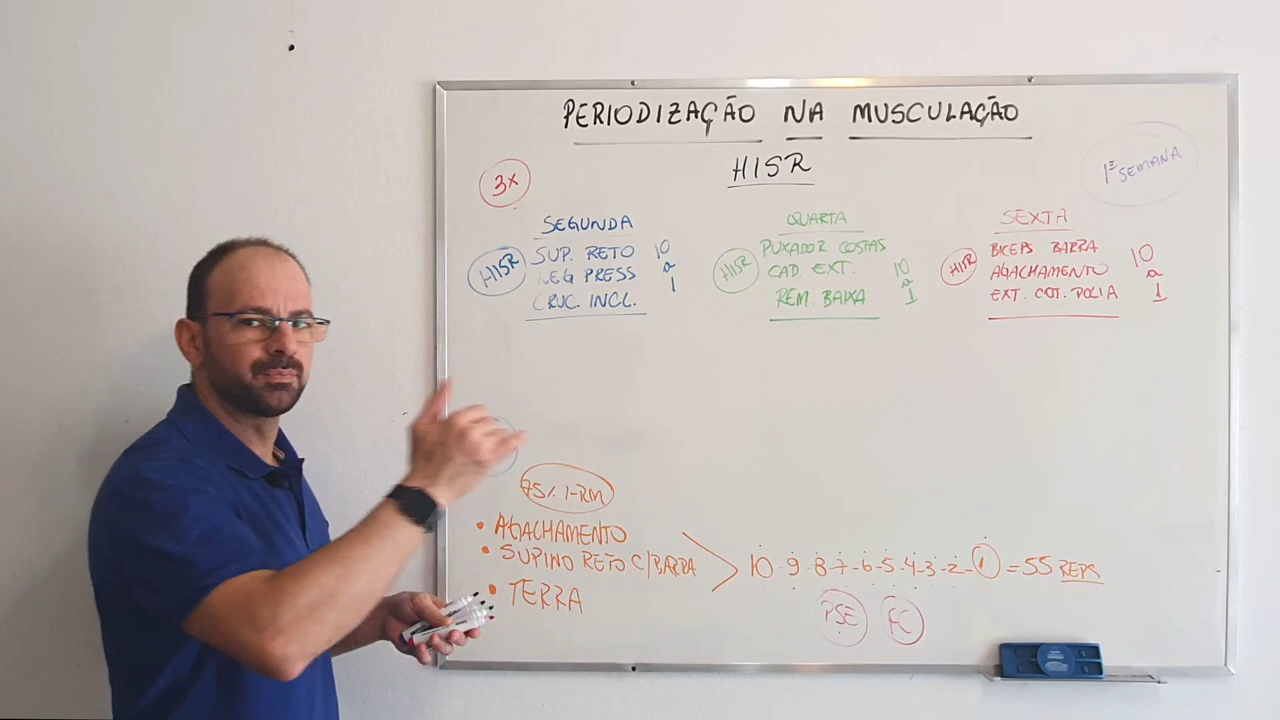 PERIODIZAÇÃO NA MUSCULAÇÃO
HISR
1ª SEMANA
3X
SEGUNDA
HISR
SUP. RETO 10
LEG PRESS a
CRUC. INCL. 1
QUARTA
HISR
PUXADOR COSTAS
CAD. EXT. 10
a
REM. BAIXA 1
SEXTA
HISR
BICEPS BARRA 10
AGACHAMENTO a
EXT. COT. POLIA 1
75% 1-RM
• AGACHAMENTO
• SUPINO RETO C/BARRA
• TERRA
10-9-8-7-6-5-4-3-2-1 = 55 REPS
PSE FC